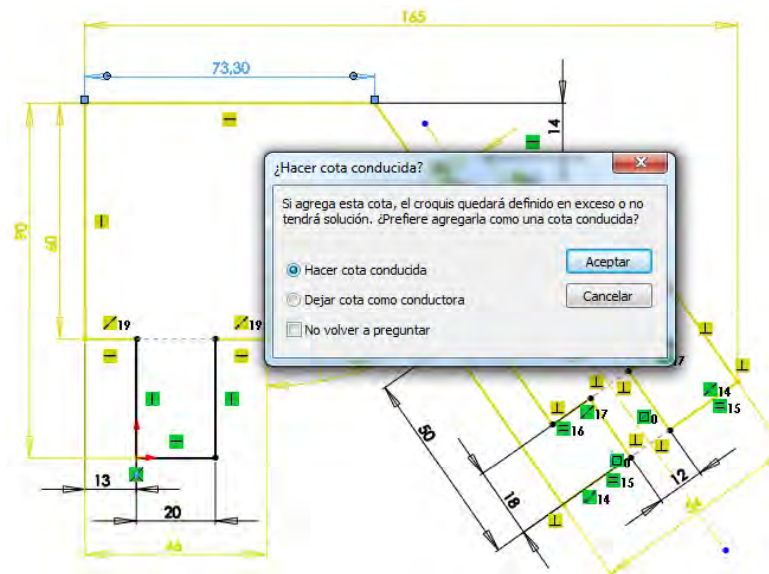 165
73,30
14
¿Hacer cota conducida?
Si agrega esta cota, el croquis quedará definido en exceso o no
tendrá solución. ¿Prefiere agregarla como una cota conducida?
Hacer cota conducida
Aceptar
Dejar cota como conductora
Cancelar
No volver a preguntar
90
60
19
19
17
14
15
0
16
17
50
0
15
14
12
18
13
20
46